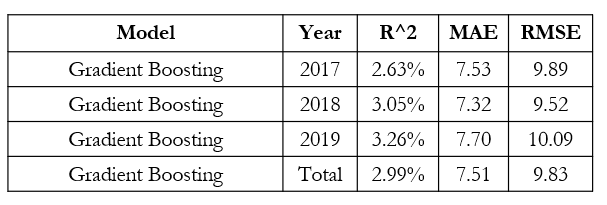 Model Year R^2 MAE RMSE
Gradient Boosting 2017 2.63% 7.53 9.89
Gradient Boosting 2018 3.05% 7.32 9.52
Gradient Boosting 2019 3.26% 7.70 10.09
Gradient Boosting Total 2.99% 7.51 9.83